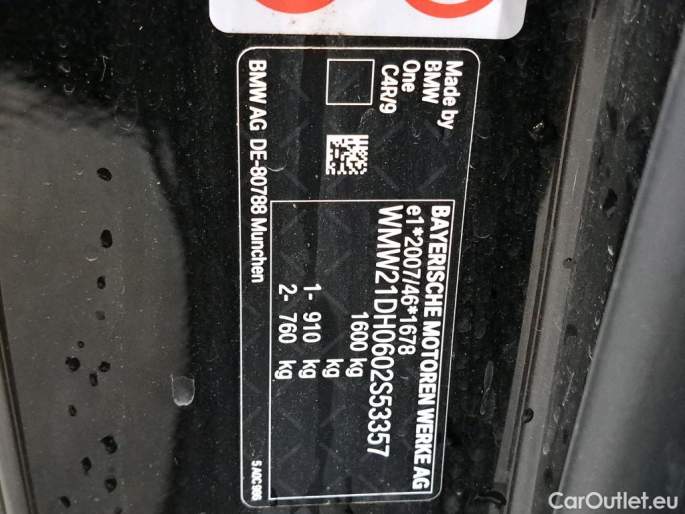 Made by
BMW
One
C4R/9
BAYERISCHE MOTOREN WERKE AG
e1*2007/46*1678
WMW21DH0602S53357
1600 kg
1- 910 kg
2- 760 kg
BMW AG DE-80788 Munchen
CarOutlet.eu